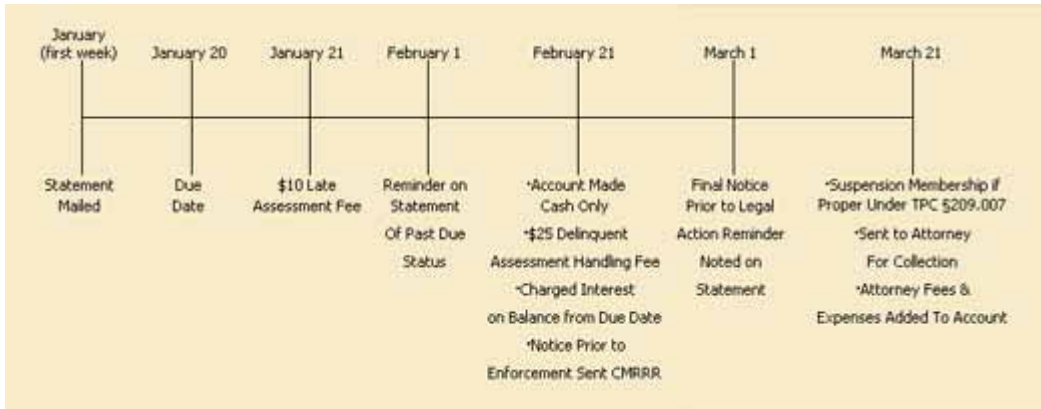 January
(first week)
January 20
January 21
February 1
February 21
March 1
March 21
Statement
Mailed
Due
Date
$10 Late
Assessment Fee
Reminder on
Statement
Of Past Due
Status
•Account Made
Cash Only
•$25 Delinquent
Assessment Handling Fee
•Charged Interest
on Balance from Due Date
•Notice Prior to
Enforcement Sent CMRRR
Final Notice
Prior to Legal
Action Reminder
Noted on
Statement
•Suspension Membership if
Proper Under TPC §209.007
•Sent to Attorney
For Collection
•Attorney Fees &
Expenses Added To Account